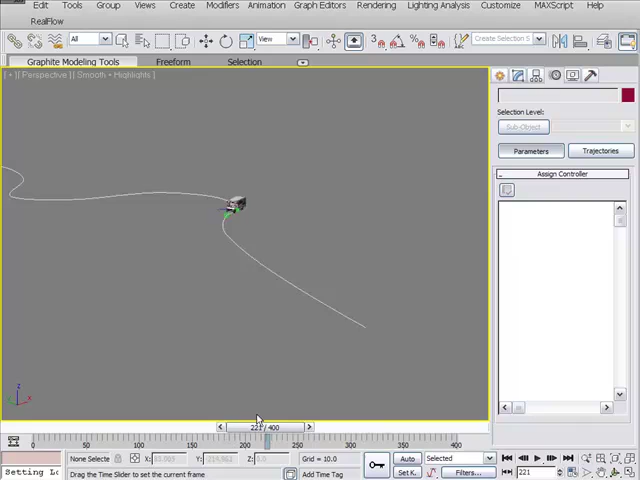 Edit Tools Group Views Create Modifiers Animation Graph Editors Rendering Lighting Analysis Customize MAXScript Help
RealFlow
All View Create Selection S
Graphite Modeling Tools Freeform Selection
[ + ][ Perspective ][ Smooth + Highlights ]
Selection Level:
Sub-Object
Parameters Trajectories
- Assign Controller
z
x
221 / 400
0 50 100 150 200 250 300 350 400
None Selecte X: Y: Z: Grid = 10.0 Auto Selected
Setting Lo Drag the Time Slider to set the current frame Add Time Tag Set K. Filters... 221